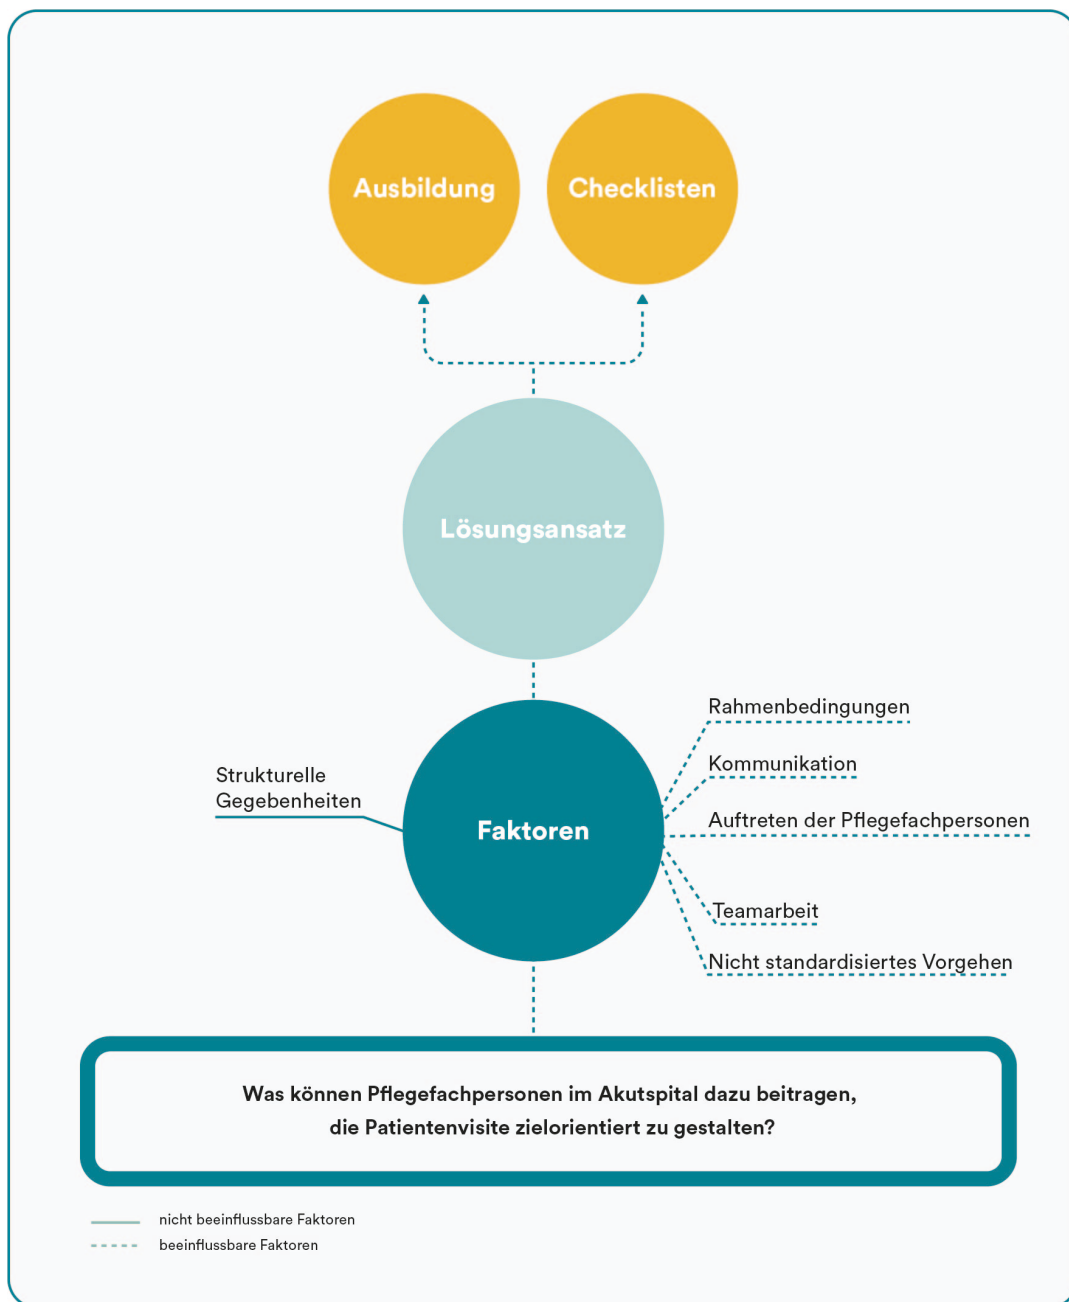 Ausbildung
Checklisten
Lösungsansatz
Rahmenbedingungen
Kommunikation
Strukturelle
Gegebenheiten
Auftreten der Pflegefachpersonen
Faktoren
Teamarbeit
Nicht standardisiertes Vorgehen
Was können Pflegefachpersonen im Akutspital dazu beitragen,
die Patientenvisite zielorientiert zu gestalten?
nicht beeinflussbare Faktoren
beeinflussbare Faktoren